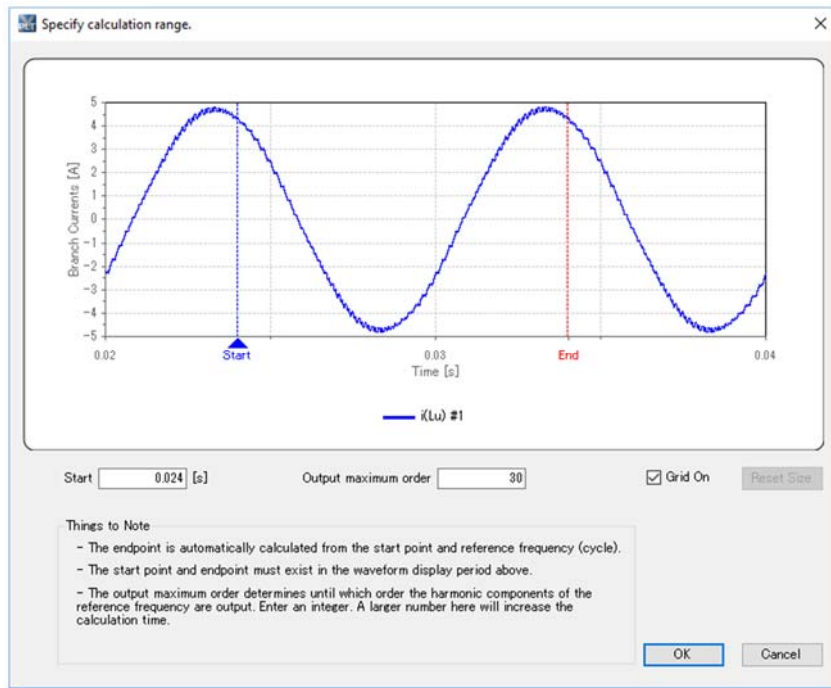 Specify calculation range.
5
4
3
2
1
0
-1
-2
-3
-4
-5
Branch Currents [A]
0.02
Start
0.03
End
0.04
Time [s]
i(Lu) #1
Start 0.024 [s]
Output maximum order 30
Grid On
Reset Size
Things to Note
- The endpoint is automatically calculated from the start point and reference frequency (cycle).
- The start point and endpoint must exist in the waveform display period above.
- The output maximum order determines until which order the harmonic components of the
reference frequency are output. Enter an integer. A larger number here will increase the
calculation time.
OK
Cancel